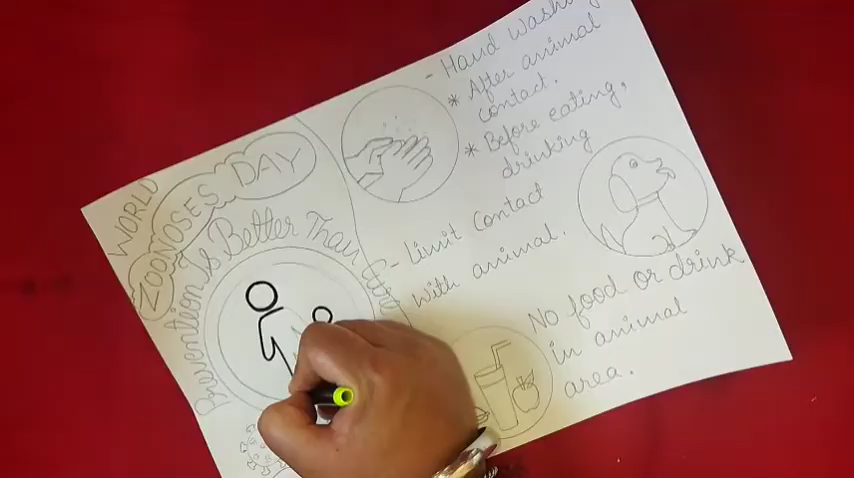 WORLD
ZOONOSES DAY
Prevention Is Better Than Cure
- Hand Washing
* After animal
contact.
* Before eating,
drinking
- Limit Contact
with animal.
No food or drink
in animal
area.